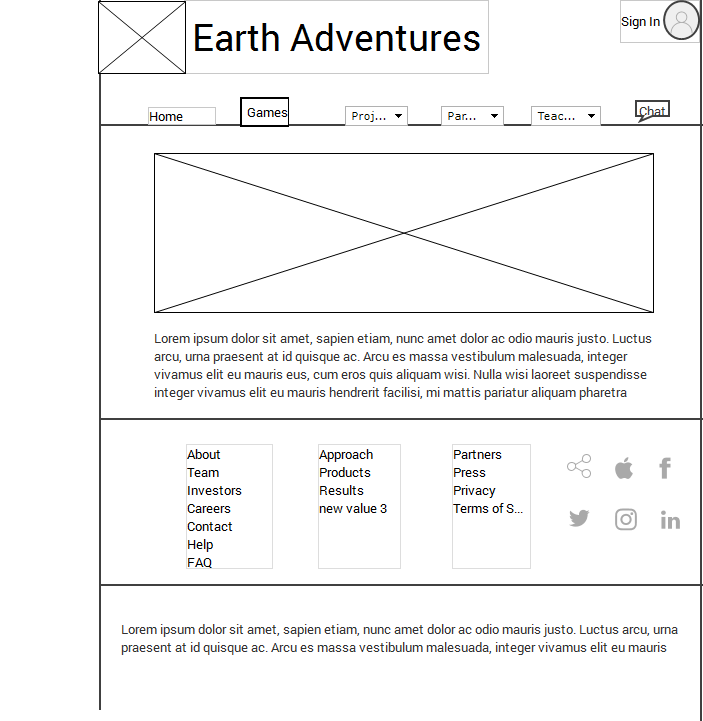 Earth Adventures
Sign In
Home
Games
Proj...
Par...
Teac...
Chat
Lorem ipsum dolor sit amet, sapien etiam, nunc amet dolor ac odio mauris justo. Luctus
arcu, urna praesent at id quisque ac. Arcu es massa vestibulum malesuada, integer
vivamus elit eu mauris eus, cum eros quis aliquam wisi. Nulla wisi laoreet suspendisse
integer vivamus elit eu mauris hendrerit facilisi, mi mattis pariatur aliquam pharetra
About
Team
Investors
Careers
Contact
Help
FAQ
Approach
Products
Results
new value 3
Partners
Press
Privacy
Terms of S...
Lorem ipsum dolor sit amet, sapien etiam, nunc amet dolor ac odio mauris justo. Luctus arcu, urna
praesent at id quisque ac. Arcu es massa vestibulum malesuada, integer vivamus elit eu mauris